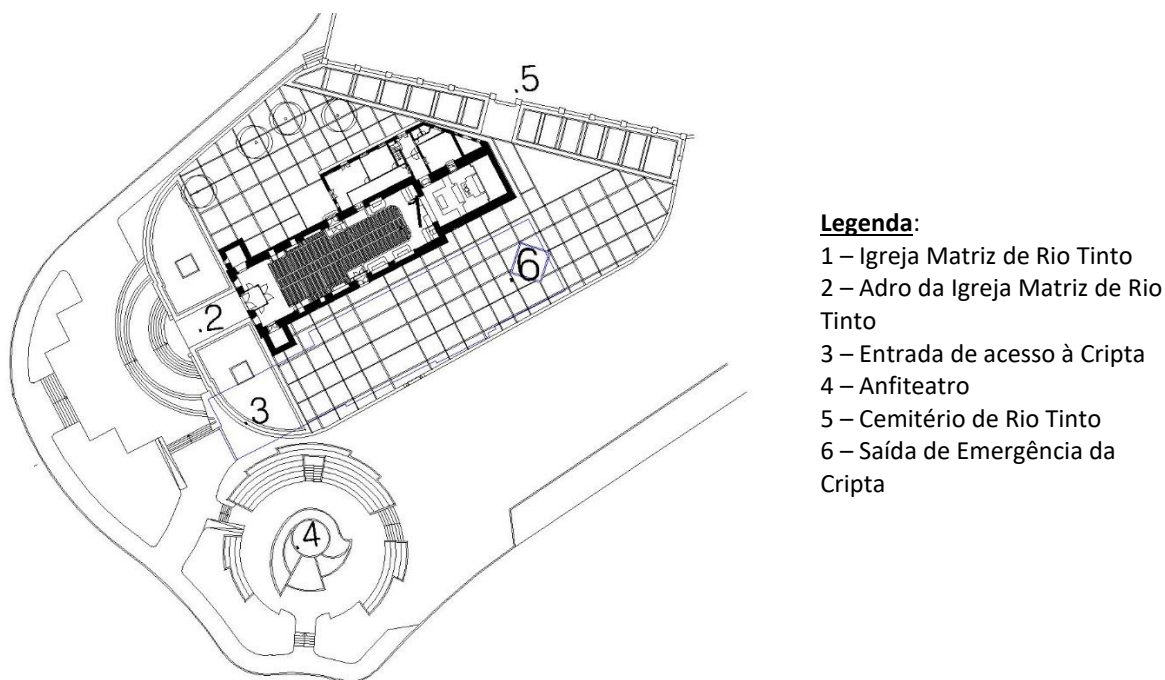 .5
6
.2
3
4
Legenda:
1 – Igreja Matriz de Rio Tinto
2 – Adro da Igreja Matriz de Rio
Tinto
3 – Entrada de acesso à Cripta
4 – Anfiteatro
5 – Cemitério de Rio Tinto
6 – Saída de Emergência da
Cripta